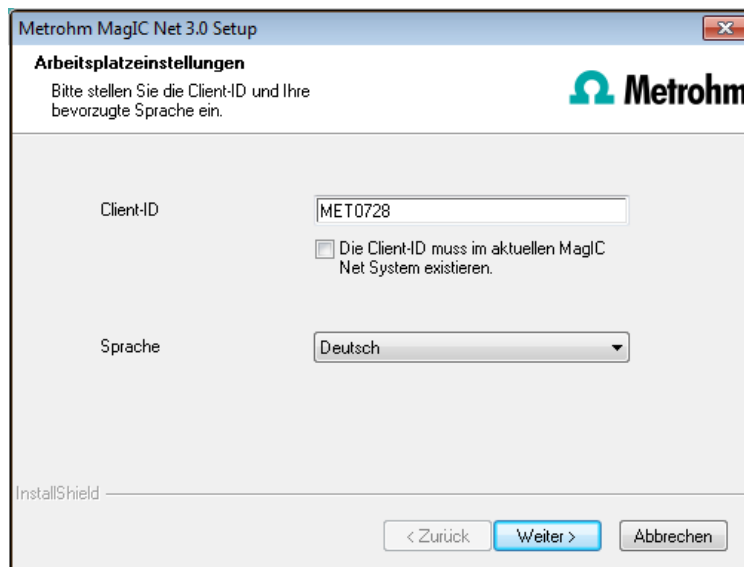 Metrohm MagIC Net 3.0 Setup
Arbeitsplatzeinstellungen
Bitte stellen Sie die Client-ID und Ihre
bevorzugte Sprache ein.
Metrohm
Client-ID
MET0728
Die Client-ID muss im aktuellen MagIC
Net System existieren.
Sprache
Deutsch
InstallShield
< Zurück
Weiter >
Abbrechen